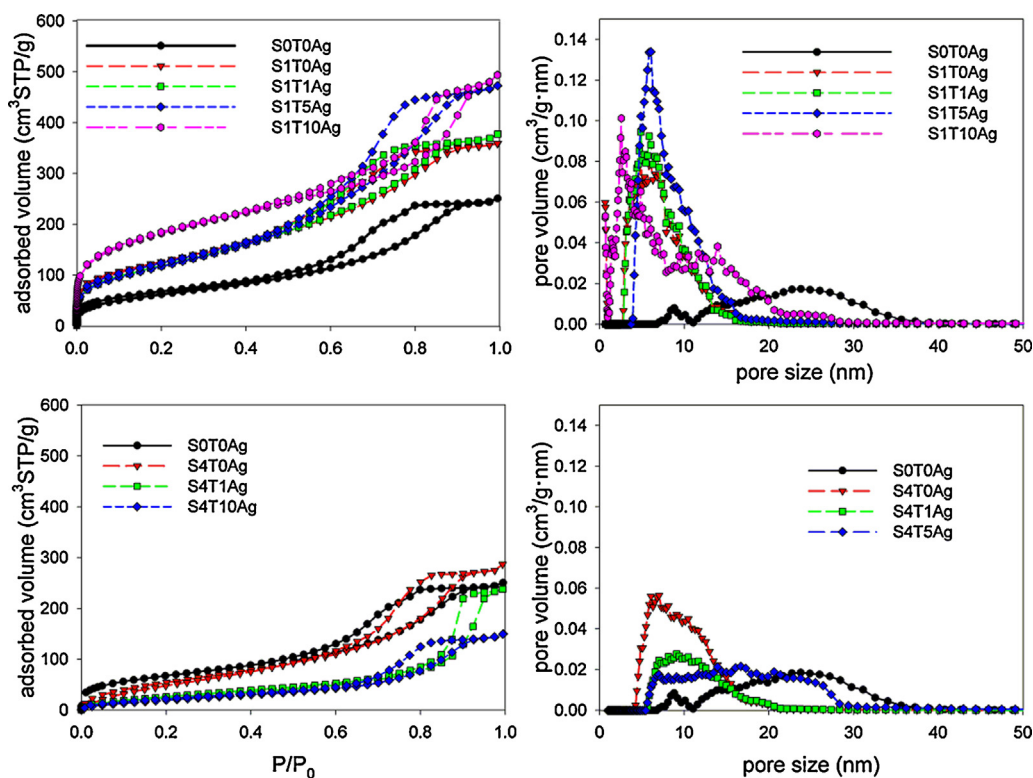 600
500
400
300
200
100
0
adsorbed volume (cm³STP/g)
S0T0Ag
S1T0Ag
S1T1Ag
S1T5Ag
S1T10Ag
0.0 0.2 0.4 0.6 0.8 1.0
0.14
0.12
0.10
0.08
0.06
0.04
0.02
0.00
pore volume (cm³/g·nm)
S0T0Ag
S1T0Ag
S1T1Ag
S1T5Ag
S1T10Ag
0 10 20 30 40 50
pore size (nm)
600
500
400
300
200
100
0
adsorbed volume (cm³STP/g)
S0T0Ag
S4T0Ag
S4T1Ag
S4T10Ag
0.0 0.2 0.4 0.6 0.8 1.0
P/P₀
0.14
0.12
0.10
0.08
0.06
0.04
0.02
0.00
pore volume (cm³/g·nm)
S0T0Ag
S4T0Ag
S4T1Ag
S4T5Ag
0 10 20 30 40 50
pore size (nm)